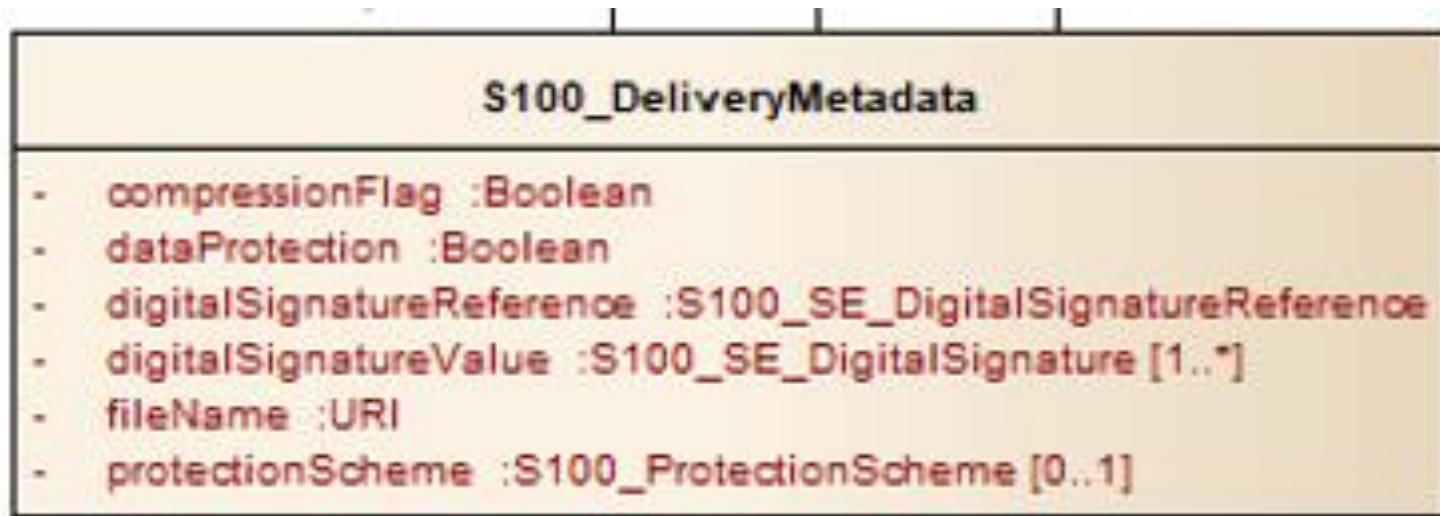 S100_DeliveryMetadata
- compressionFlag :Boolean
- dataProtection :Boolean
- digitalSignatureReference :S100_SE_DigitalSignatureReference
- digitalSignatureValue :S100_SE_DigitalSignature [1..*]
- fileName :URI
- protectionScheme :S100_ProtectionScheme [0..1]